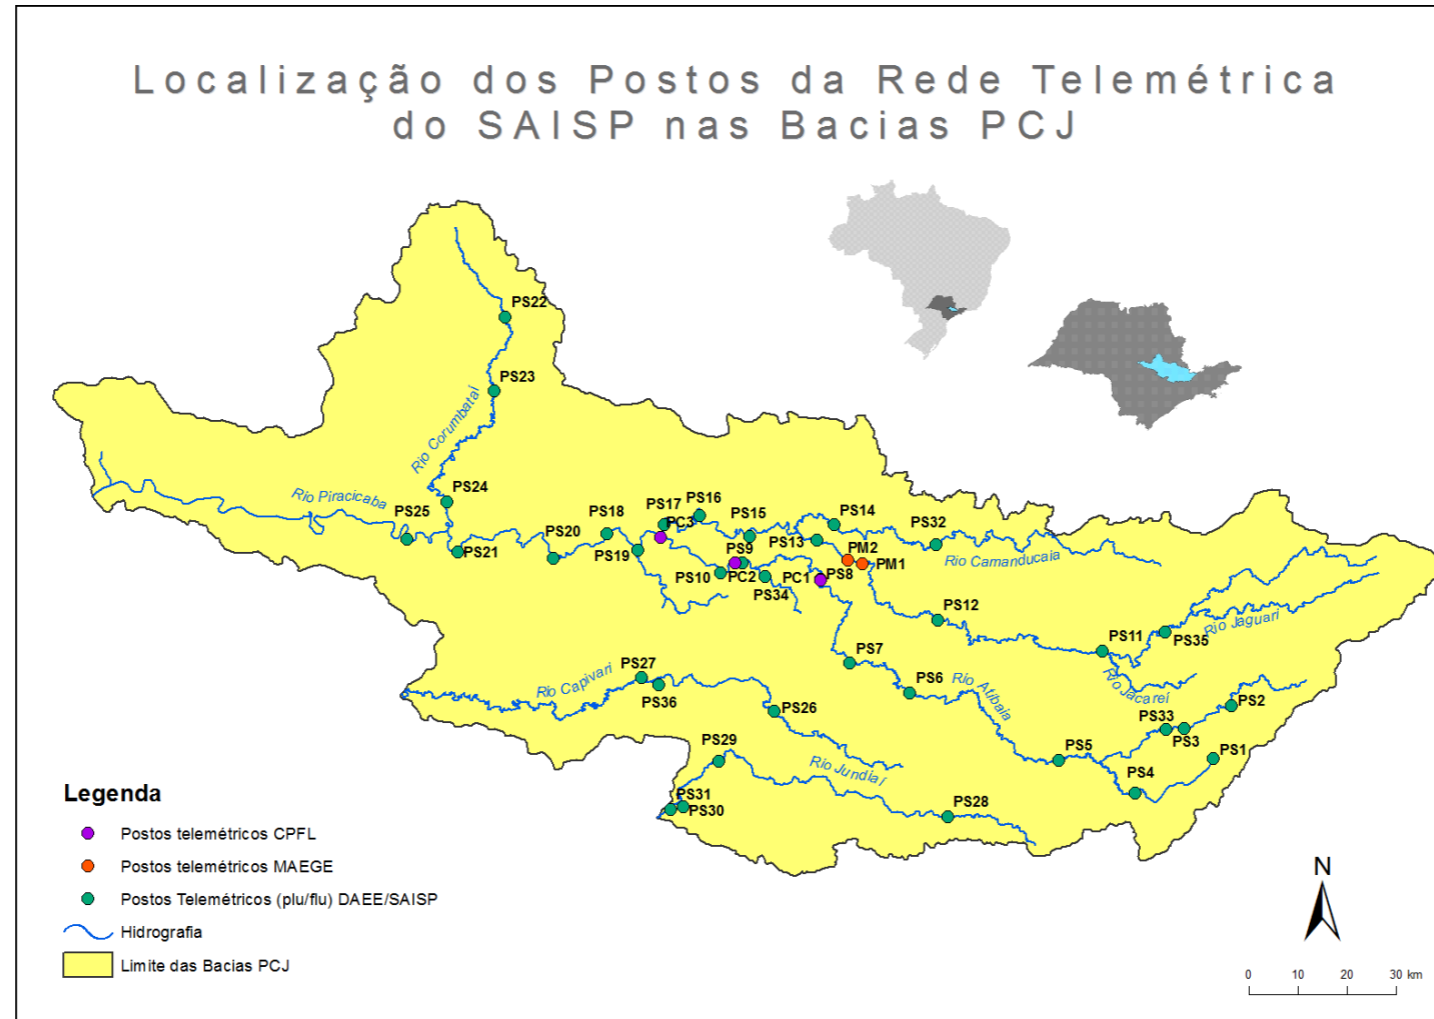 Localização dos Postos da Rede Telemétrica
do SAISP nas Bacias PCJ
PS22
PS23
Rio Corumbataí
PS24
Rio Piracicaba
PS25
PS21
PS20
PS18
PS19
PS17
PC3
PS16
PS15
PS9
PS10
PC2
PS34
PS13
PS14
PC1
PS8
PM2
PM1
PS32
Rio Camanducaia
PS12
PS11
PS35
Rio Jaguari
Rio Jacareí
PS7
PS6
Rio Atibaia
PS33
PS3
PS2
PS1
PS5
PS4
PS27
PS36
Rio Capivari
PS26
PS29
Rio Jundiaí
PS28
PS31
PS30
Legenda
Postos telemétricos CPFL
Postos telemétricos MAEGE
Postos Telemétricos (plu/flu) DAEE/SAISP
Hidrografia
Limite das Bacias PCJ
N
0 10 20 30 km